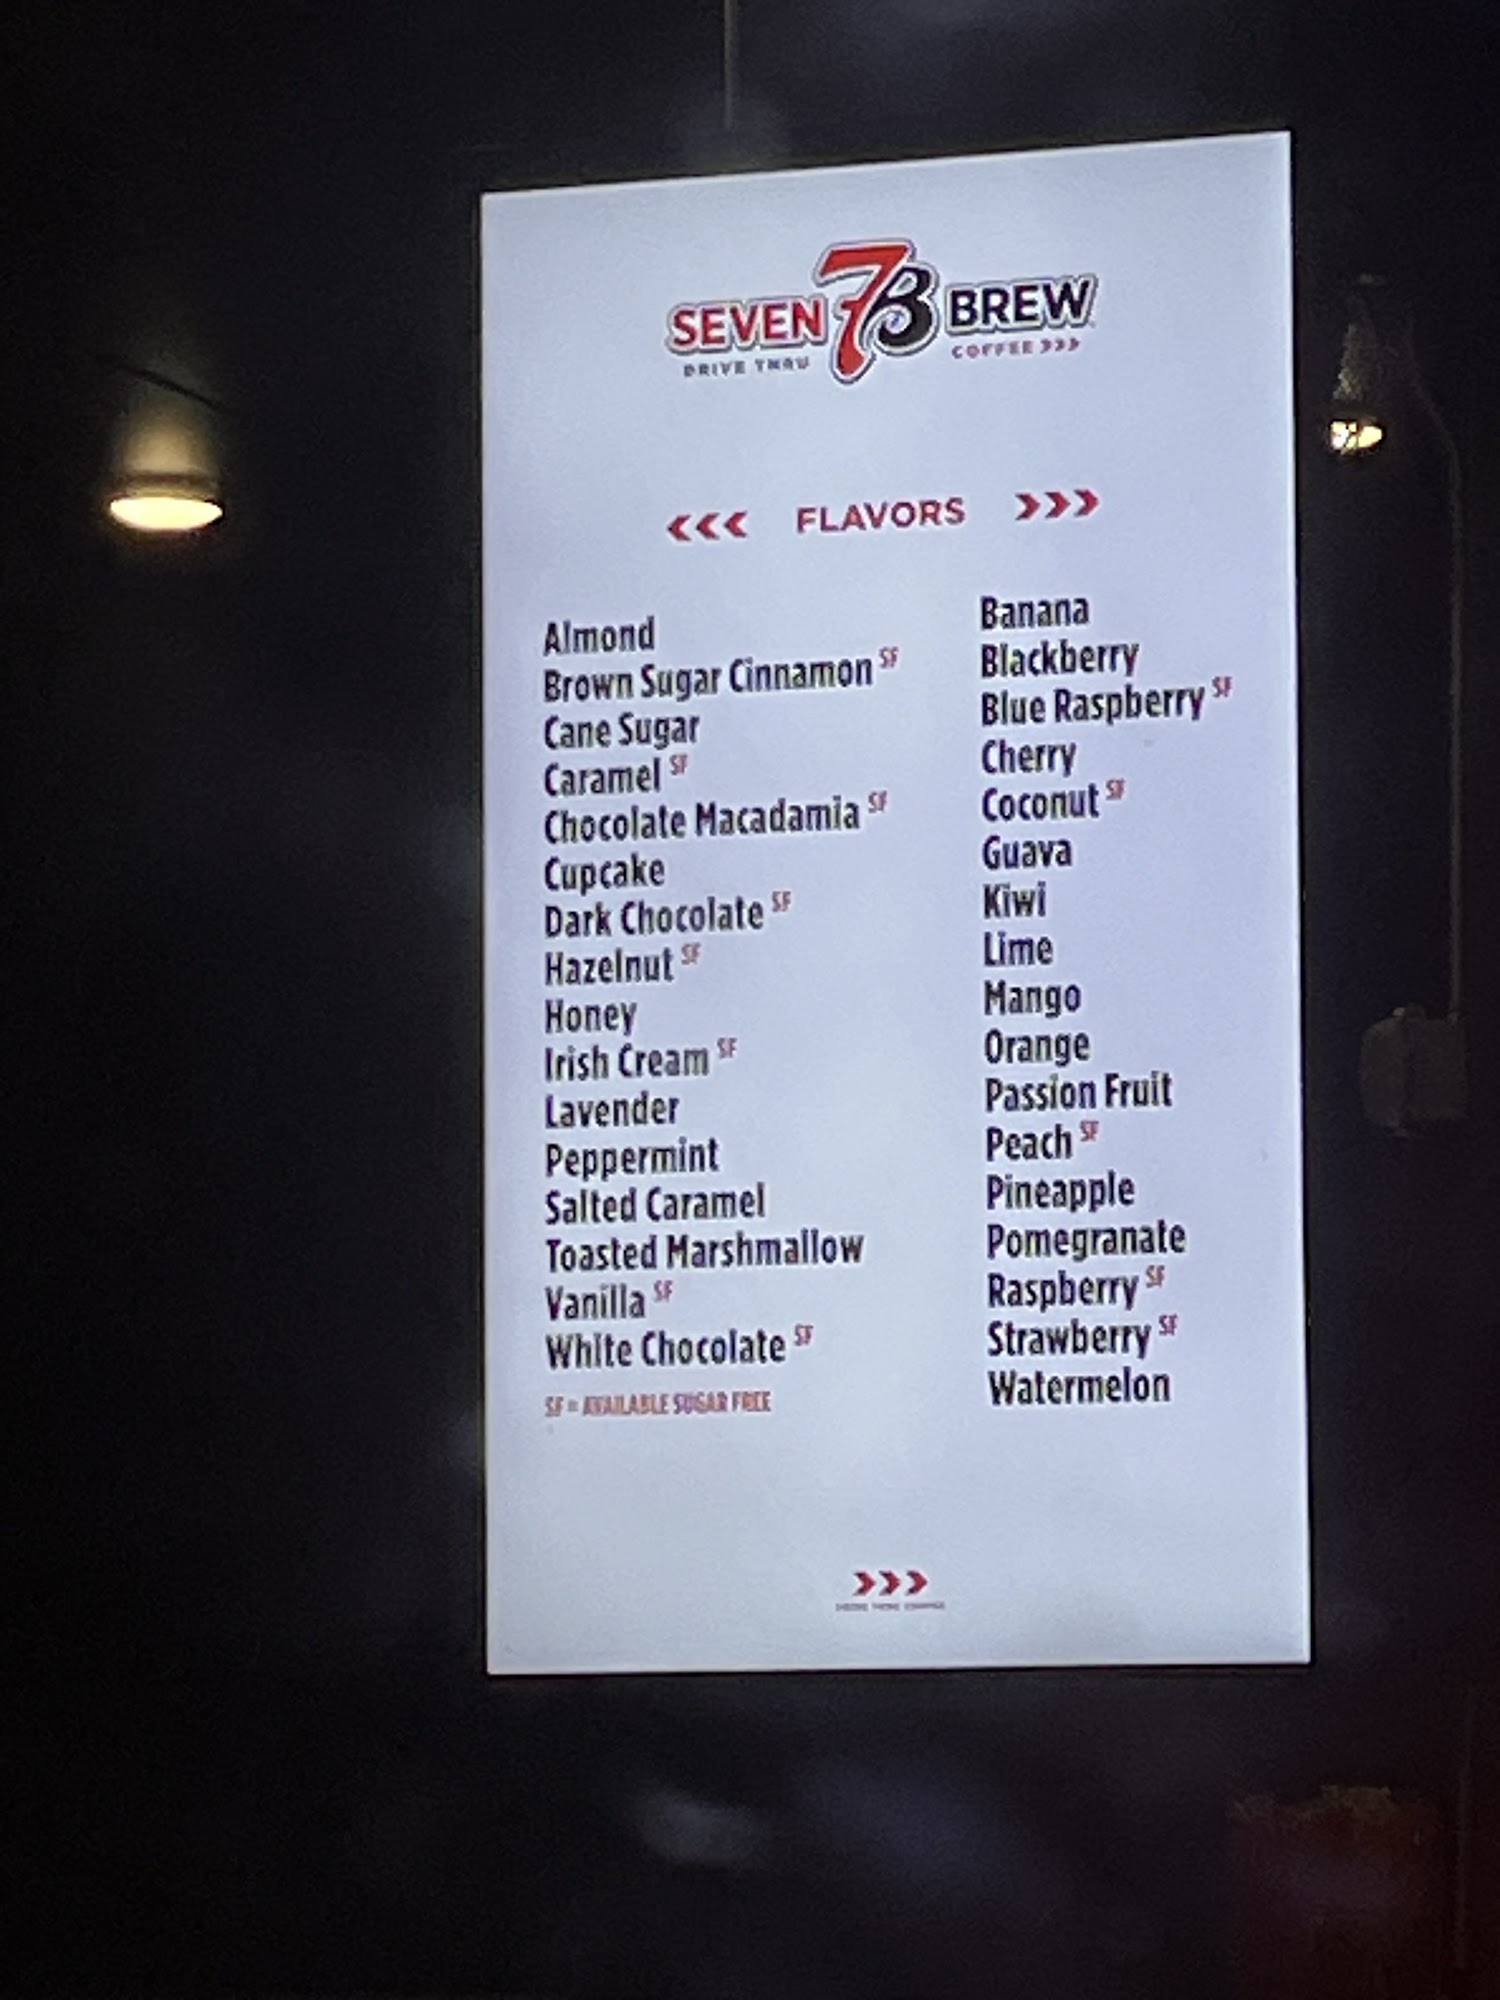 SEVEN 7B BREW
DRIVE THRU COFFEE >>>
<<< FLAVORS >>>
Almond
Brown Sugar Cinnamon SF
Cane Sugar
Caramel SF
Chocolate Macadamia SF
Cupcake
Dark Chocolate SF
Hazelnut SF
Honey
Irish Cream SF
Lavender
Peppermint
Salted Caramel
Toasted Marshmallow
Vanilla SF
White Chocolate SF
SF = AVAILABLE SUGAR FREE
Banana
Blackberry
Blue Raspberry SF
Cherry
Coconut SF
Guava
Kiwi
Lime
Mango
Orange
Passion Fruit
Peach SF
Pineapple
Pomegranate
Raspberry SF
Strawberry SF
Watermelon
>>>